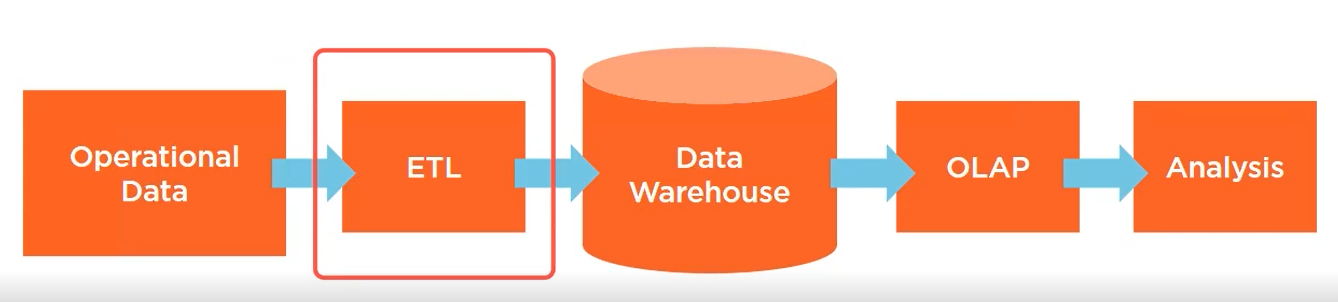 Operational
Data
ETL
Data
Warehouse
OLAP
Analysis